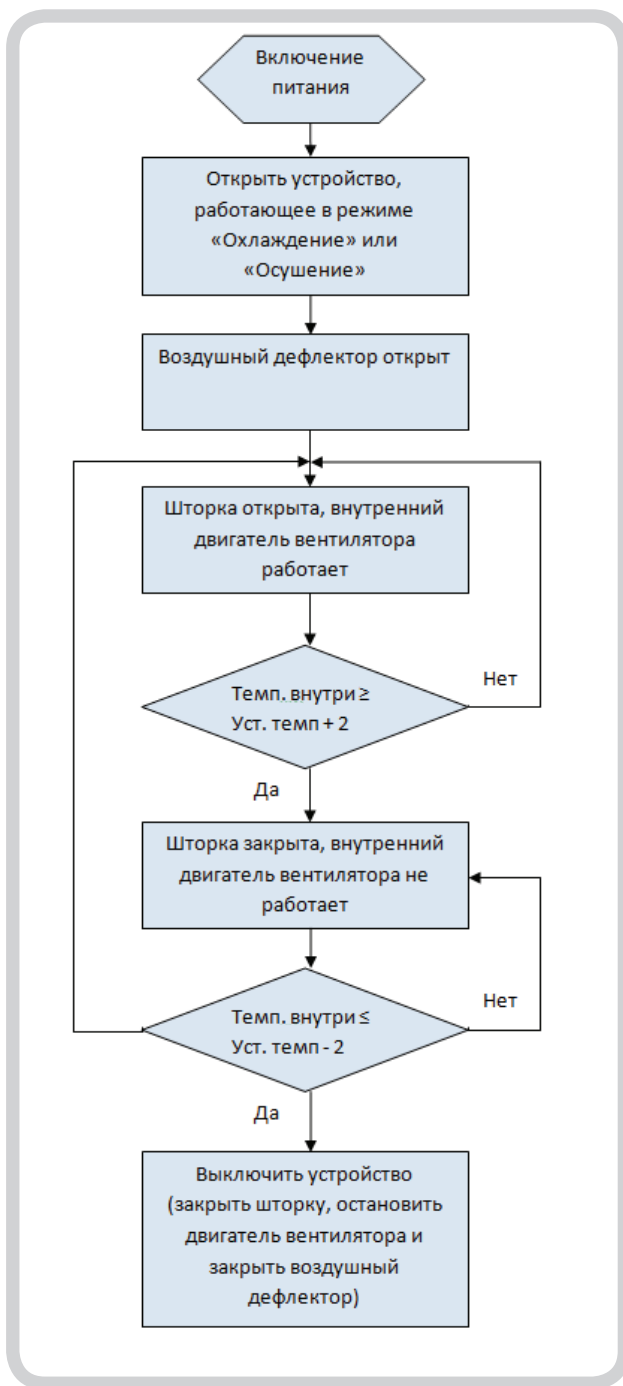 Включение
питания
Открыть устройство,
работающее в режиме
«Охлаждение» или
«Осушение»
Воздушный дефлектор открыт
Шторка открыта, внутренний
двигатель вентилятора
работает
Темп. внутри ≥
Уст. темп + 2
Нет
Да
Шторка закрыта, внутренний
двигатель вентилятора не
работает
Темп. внутри ≤
Уст. темп - 2
Нет
Да
Выключить устройство
(закрыть шторку, остановить
двигатель вентилятора и
закрыть воздушный
дефлектор)